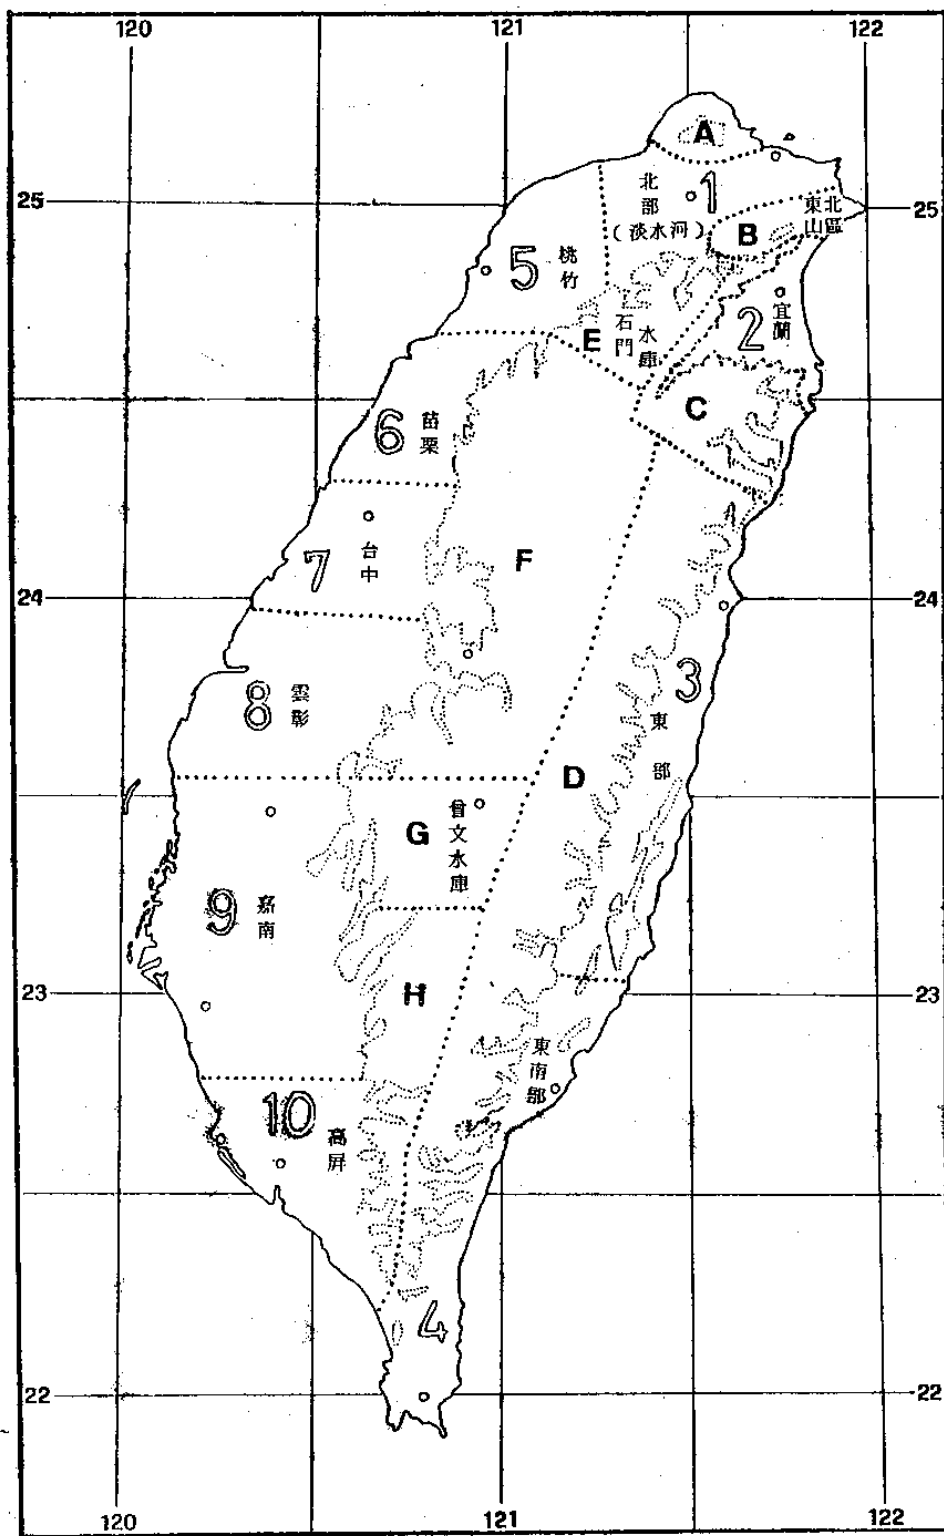 120
121
122
A
25
25
北部
1
(淡水河)
東北
山區
B
5
桃竹
2
宜蘭
E
石門
水庫
C
6
苗栗
7
台中
F
24
24
3
東部
8
雲彰
D
G
曾文水庫
9
嘉南
H
23
23
東南部
10
高屏
4
22
22
120
121
122